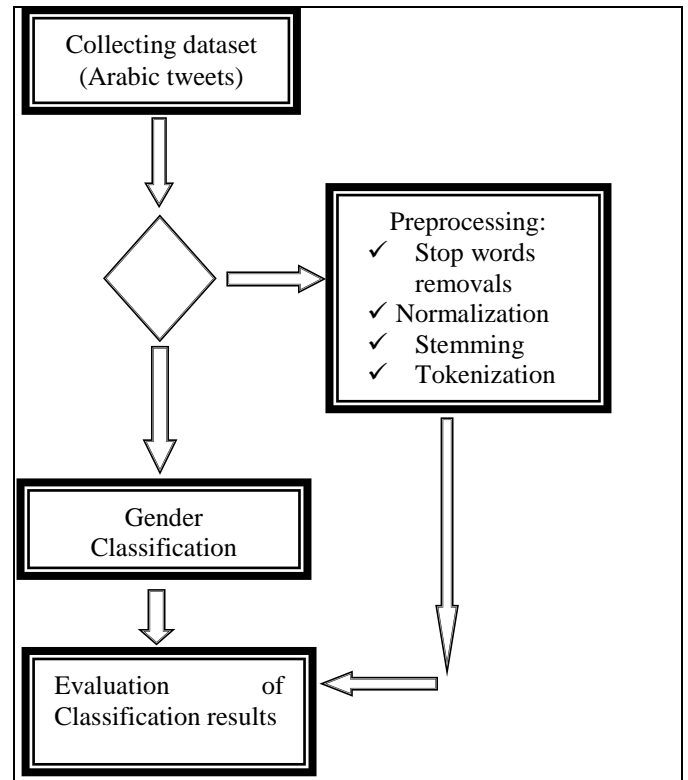 Collecting dataset
(Arabic tweets)
Preprocessing:
✓ Stop words
removals
✓ Normalization
✓ Stemming
✓ Tokenization
Gender
Classification
Evaluation of
Classification results